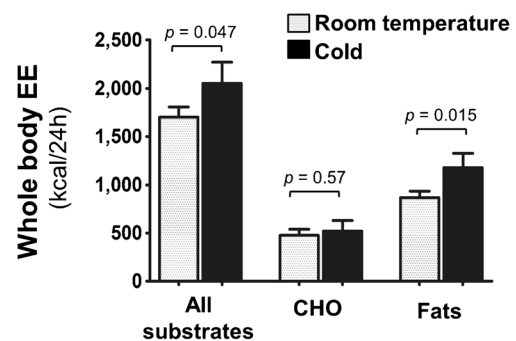 Room temperature
Cold
Whole body EE
(kcal/24h)
2,500
2,000
1,500
1,000
500
0
p = 0.047
p = 0.57
p = 0.015
All
substrates
CHO
Fats